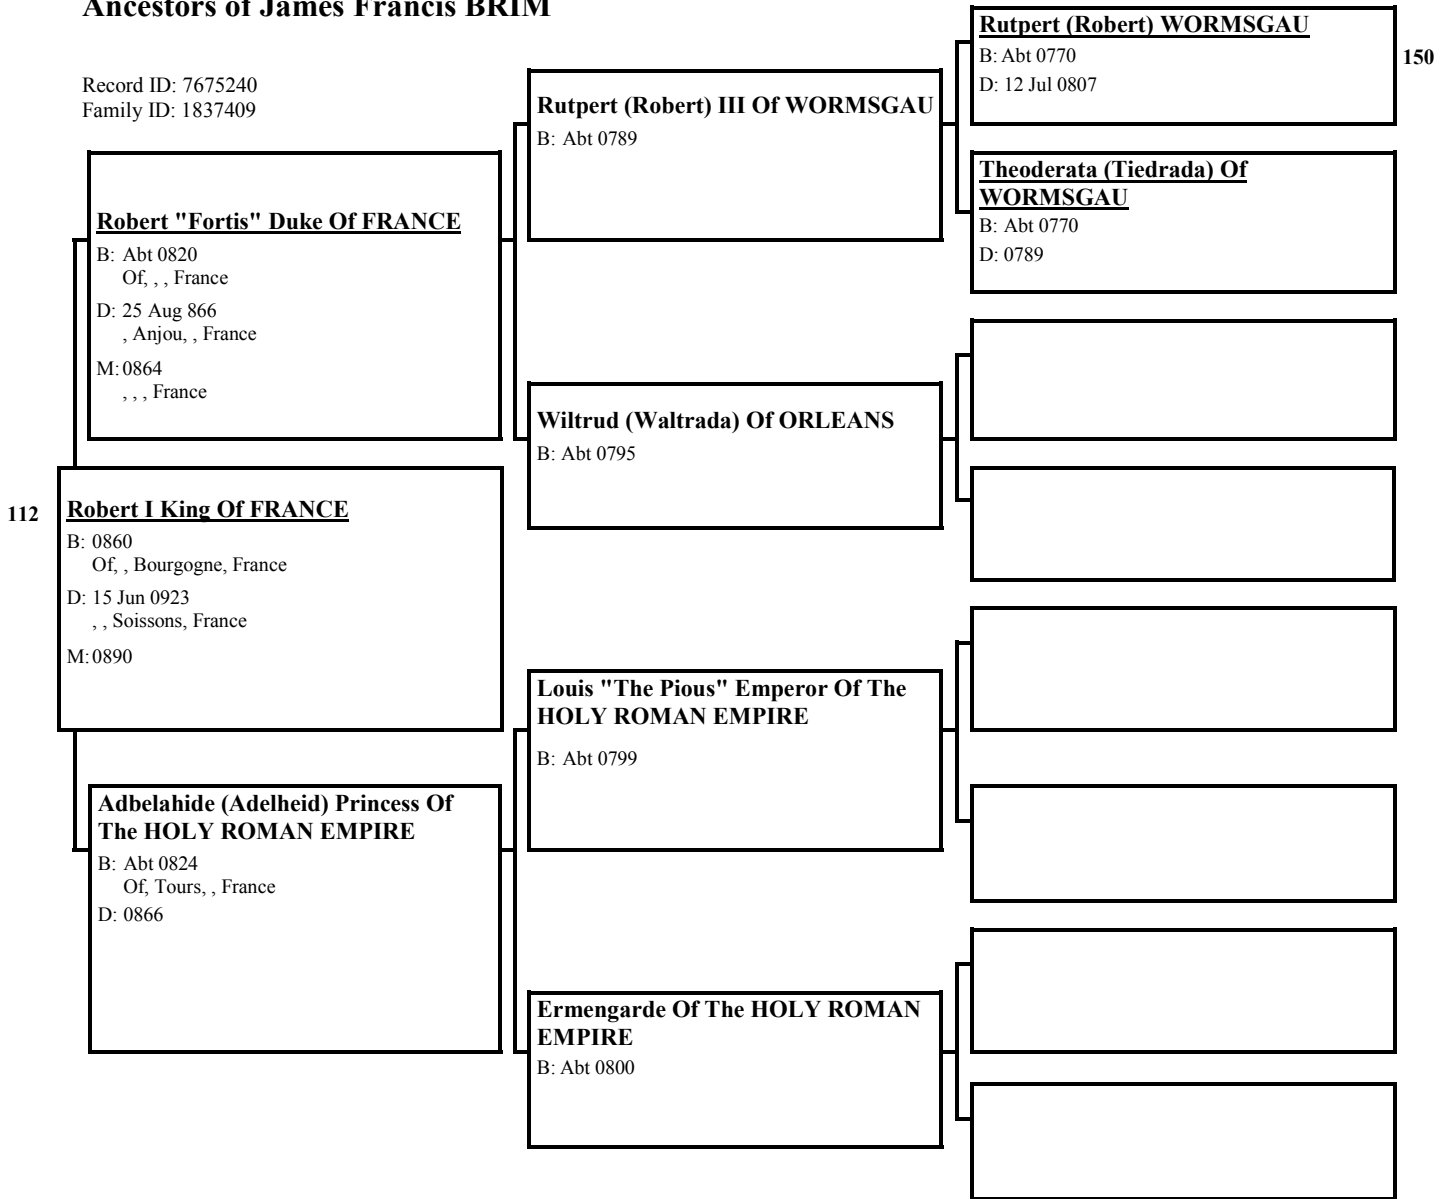 Ancestors of James Francis BRIM
Record ID: 7675240
Family ID: 1837409
Robert "Fortis" Duke Of FRANCE
B: Abt 0820
Of, , , France
D: 25 Aug 866
, Anjou, , France
M: 0864
, , , France
112
Robert I King Of FRANCE
B: 0860
Of, , Bourgogne, France
D: 15 Jun 0923
, , Soissons, France
M: 0890
Adbelahide (Adelheid) Princess Of
The HOLY ROMAN EMPIRE
B: Abt 0824
Of, Tours, , France
D: 0866
Rutpert (Robert) III Of WORMSGAU
B: Abt 0789
Wiltrud (Waltrada) Of ORLEANS
B: Abt 0795
Louis "The Pious" Emperor Of The
HOLY ROMAN EMPIRE
B: Abt 0799
Ermengarde Of The HOLY ROMAN
EMPIRE
B: Abt 0800
Rutpert (Robert) WORMSGAU
B: Abt 0770
D: 12 Jul 0807
150
Theoderata (Tiedrada) Of
WORMSGAU
B: Abt 0770
D: 0789